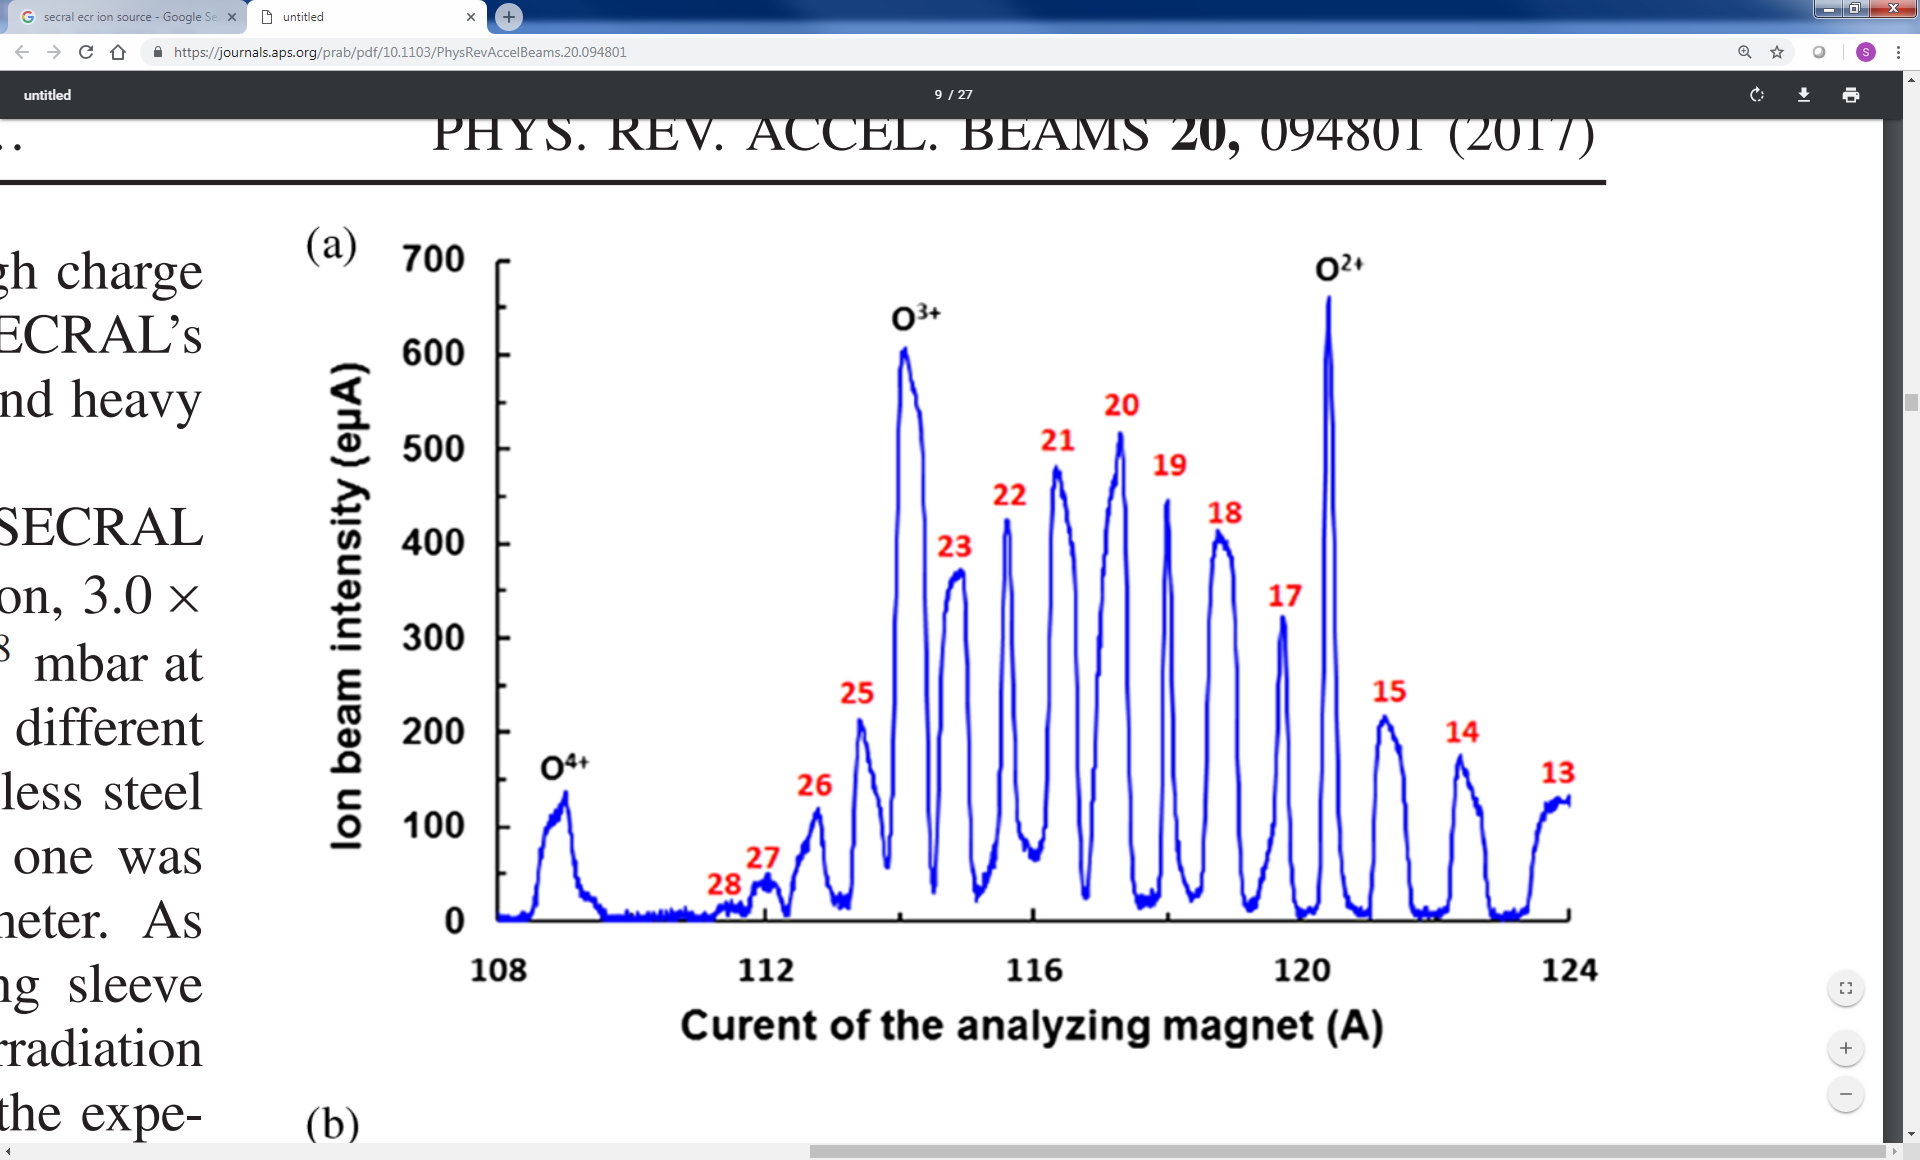 secral ecr ion source - Google Se
untitled
https://journals.aps.org/prab/pdf/10.1103/PhysRevAccelBeams.20.094801
S
untitled
9 / 27
. . PHYS. REV. ACCEL. BEAMS 20, 094801 (2017)
gh charge
ECRAL's
nd heavy
SECRAL
on, 3.0 ×
8 mbar at
different
less steel
one was
neter. As
ng sleeve
rradiation
the expe-
(a)
Ion beam intensity (eμA)
700
600
500
400
300
200
100
0
O4+
28
27
26
25
O3+
23
22
21
20
19
18
17
O2+
15
14
13
108 112 116 120 124
Curent of the analyzing magnet (A)
(b)